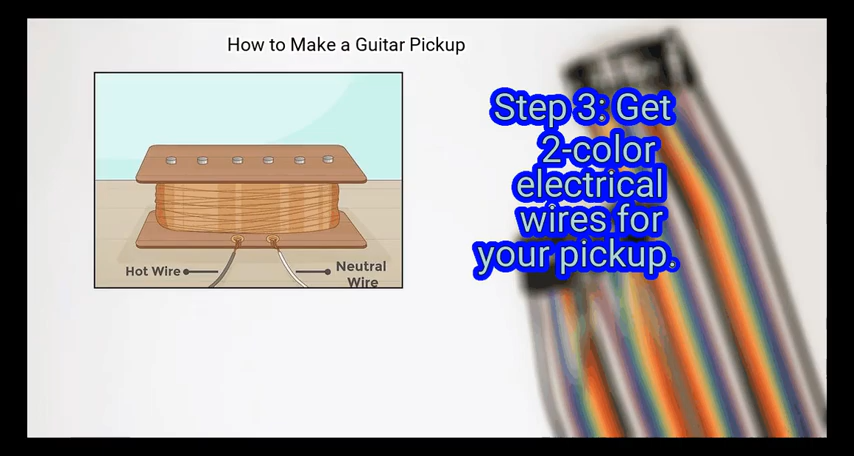 How to Make a Guitar Pickup
Step 3: Get
2-color
electrical
wires for
your pickup.
Hot Wire
Neutral
Wire